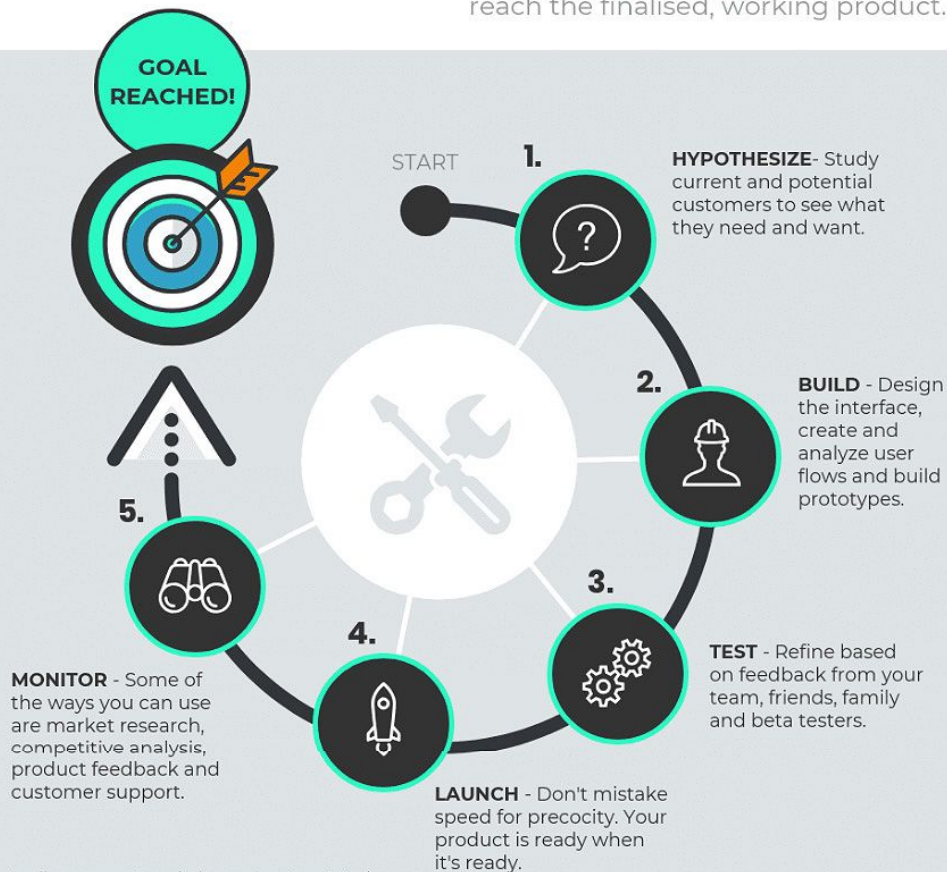 reach the finalised, working product.
GOAL
REACHED!
START
1.
HYPOTHESIZE- Study
current and potential
customers to see what
they need and want.
?
2.
BUILD - Design
the interface,
create and
analyze user
flows and build
prototypes.
3.
TEST - Refine based
on feedback from your
team, friends, family
and beta testers.
4.
LAUNCH - Don't mistake
speed for precocity. Your
product is ready when
it's ready.
5.
MONITOR - Some of
the ways you can use
are market research,
competitive analysis,
product feedback and
customer support.